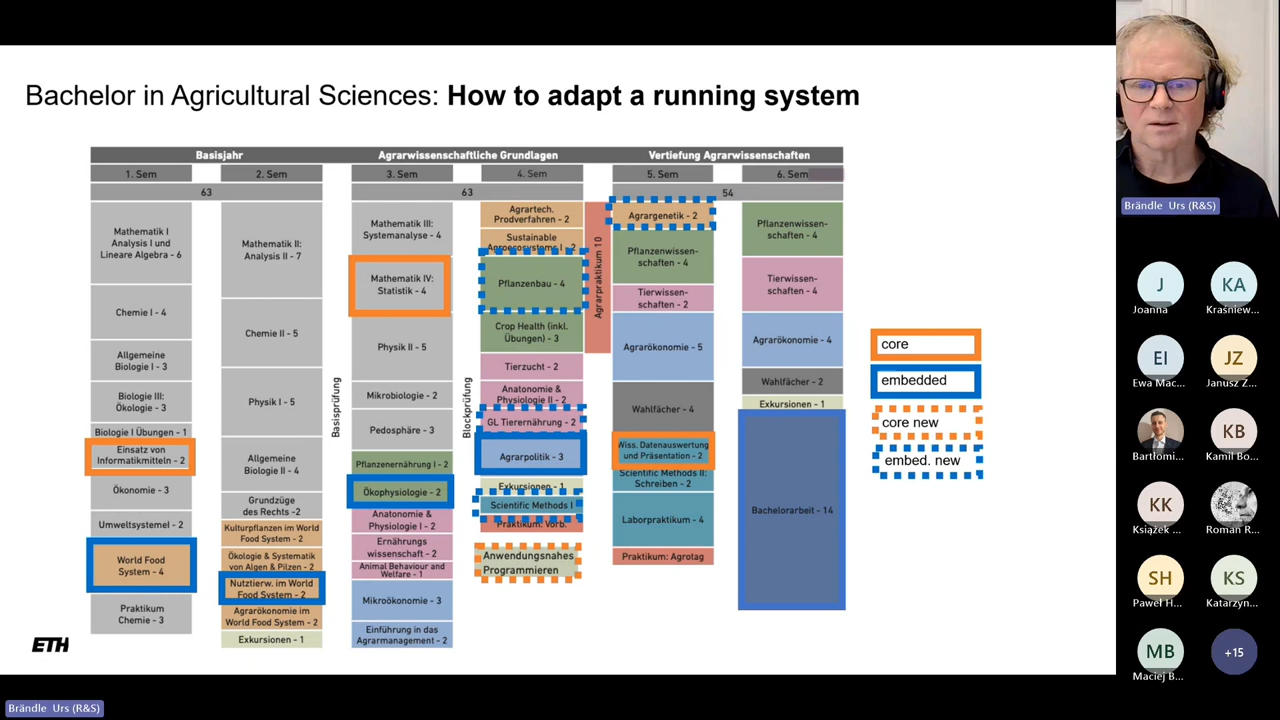 Bachelor in Agricultural Sciences: How to adapt a running system
Basisjahr
Agrarwissenschaftliche Grundlagen
Vertiefung Agrarwissenschaften
1. Sem
2. Sem
3. Sem
4. Sem
5. Sem
6. Sem
63
63
54
Mathematik I
Analysis I und
Lineare Algebra - 6
Chemie I - 4
Allgemeine
Biologie I - 3
Biologie III:
Ökologie - 3
Biologie I Übungen - 1
Einsatz von
Informatikmitteln - 2
Ökonomie - 3
Umweltsystemel - 2
World Food
System - 4
Praktikum
Chemie - 3
Mathematik II:
Analysis II - 7
Chemie II - 5
Physik I - 5
Allgemeine
Biologie II - 4
Grundzüge
des Rechts -2
Kulturpflanzen im World
Food System - 2
Ökologie & Systematik
von Algen & Pilzen - 2
Nutztierw. im World
Food System - 2
Agrarökonomie im
World Food System - 2
Exkursionen - 1
Basisprüfung
Mathematik III:
Systemanalyse - 4
Mathematik IV:
Statistik - 4
Physik II - 5
Mikrobiologie - 2
Pedosphäre - 3
Pflanzenernährung I - 2
Ökophysiologie - 2
Anatomie &
Physiologie I - 2
Ernährungs
wissenschaft - 2
Animal Behaviour and
Welfare - 1
Mikroökonomie - 3
Einführung in das
Agrarmanagement - 2
Blockprüfung
Agrartech.
Prodverfahren - 2
Sustainable
Agroecosystems I - 2
Pflanzenbau - 4
Crop Health (inkl.
Übungen) - 3
Tierzucht - 2
Anatomie &
Physiologie II - 2
GL Tierernährung - 2
Agrarpolitik - 3
Exkursionen - 1
Scientific Methods I
Praktikum: Vorb.
Anwendungsnahes
Programmieren
Agrarpraktikum 10
Agrargenetik - 2
Pflanzenwissen-
schaften - 4
Tierwissen-
schaften - 2
Agrarökonomie - 5
Wahlfächer - 4
Wiss. Datenauswertung
und Präsentation - 2
Scientific Methods II:
Schreiben - 2
Laborpraktikum - 4
Praktikum: Agrotag
Pflanzenwissen-
schaften - 4
Tierwissen-
schaften - 4
Agrarökonomie - 4
Wahlfächer - 2
Exkursionen - 1
Bachelorarbeit - 14
core
embedded
core new
embed. new
ETH
Brändle Urs (R&S)
Brändle Urs (R&S)
J
Joanna
KA
Kraśniew...
EI
Ewa Mac...
JZ
Janusz Z...
Bartłomi...
KB
Kamil Bo...
KK
Książek ...
Roman R...
SH
Paweł H...
KS
Katarzyn...
MB
Maciej B...
+15